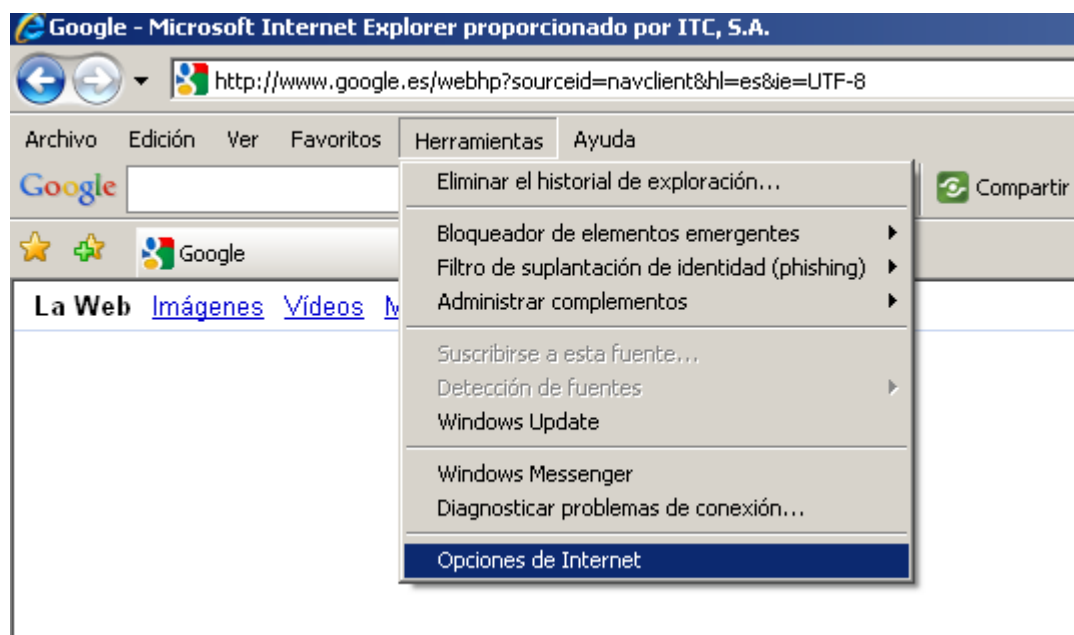 Google - Microsoft Internet Explorer proporcionado por ITC, S.A.
http://www.google.es/webhp?sourceid=navclient&hl=es&ie=UTF-8
Archivo Edición Ver Favoritos Herramientas Ayuda
Google
Compartir
Google
La Web Imágenes Vídeos
Eliminar el historial de exploración...
Bloqueador de elementos emergentes
Filtro de suplantación de identidad (phishing)
Administrar complementos
Suscribirse a esta fuente...
Detección de fuentes
Windows Update
Windows Messenger
Diagnosticar problemas de conexión...
Opciones de Internet